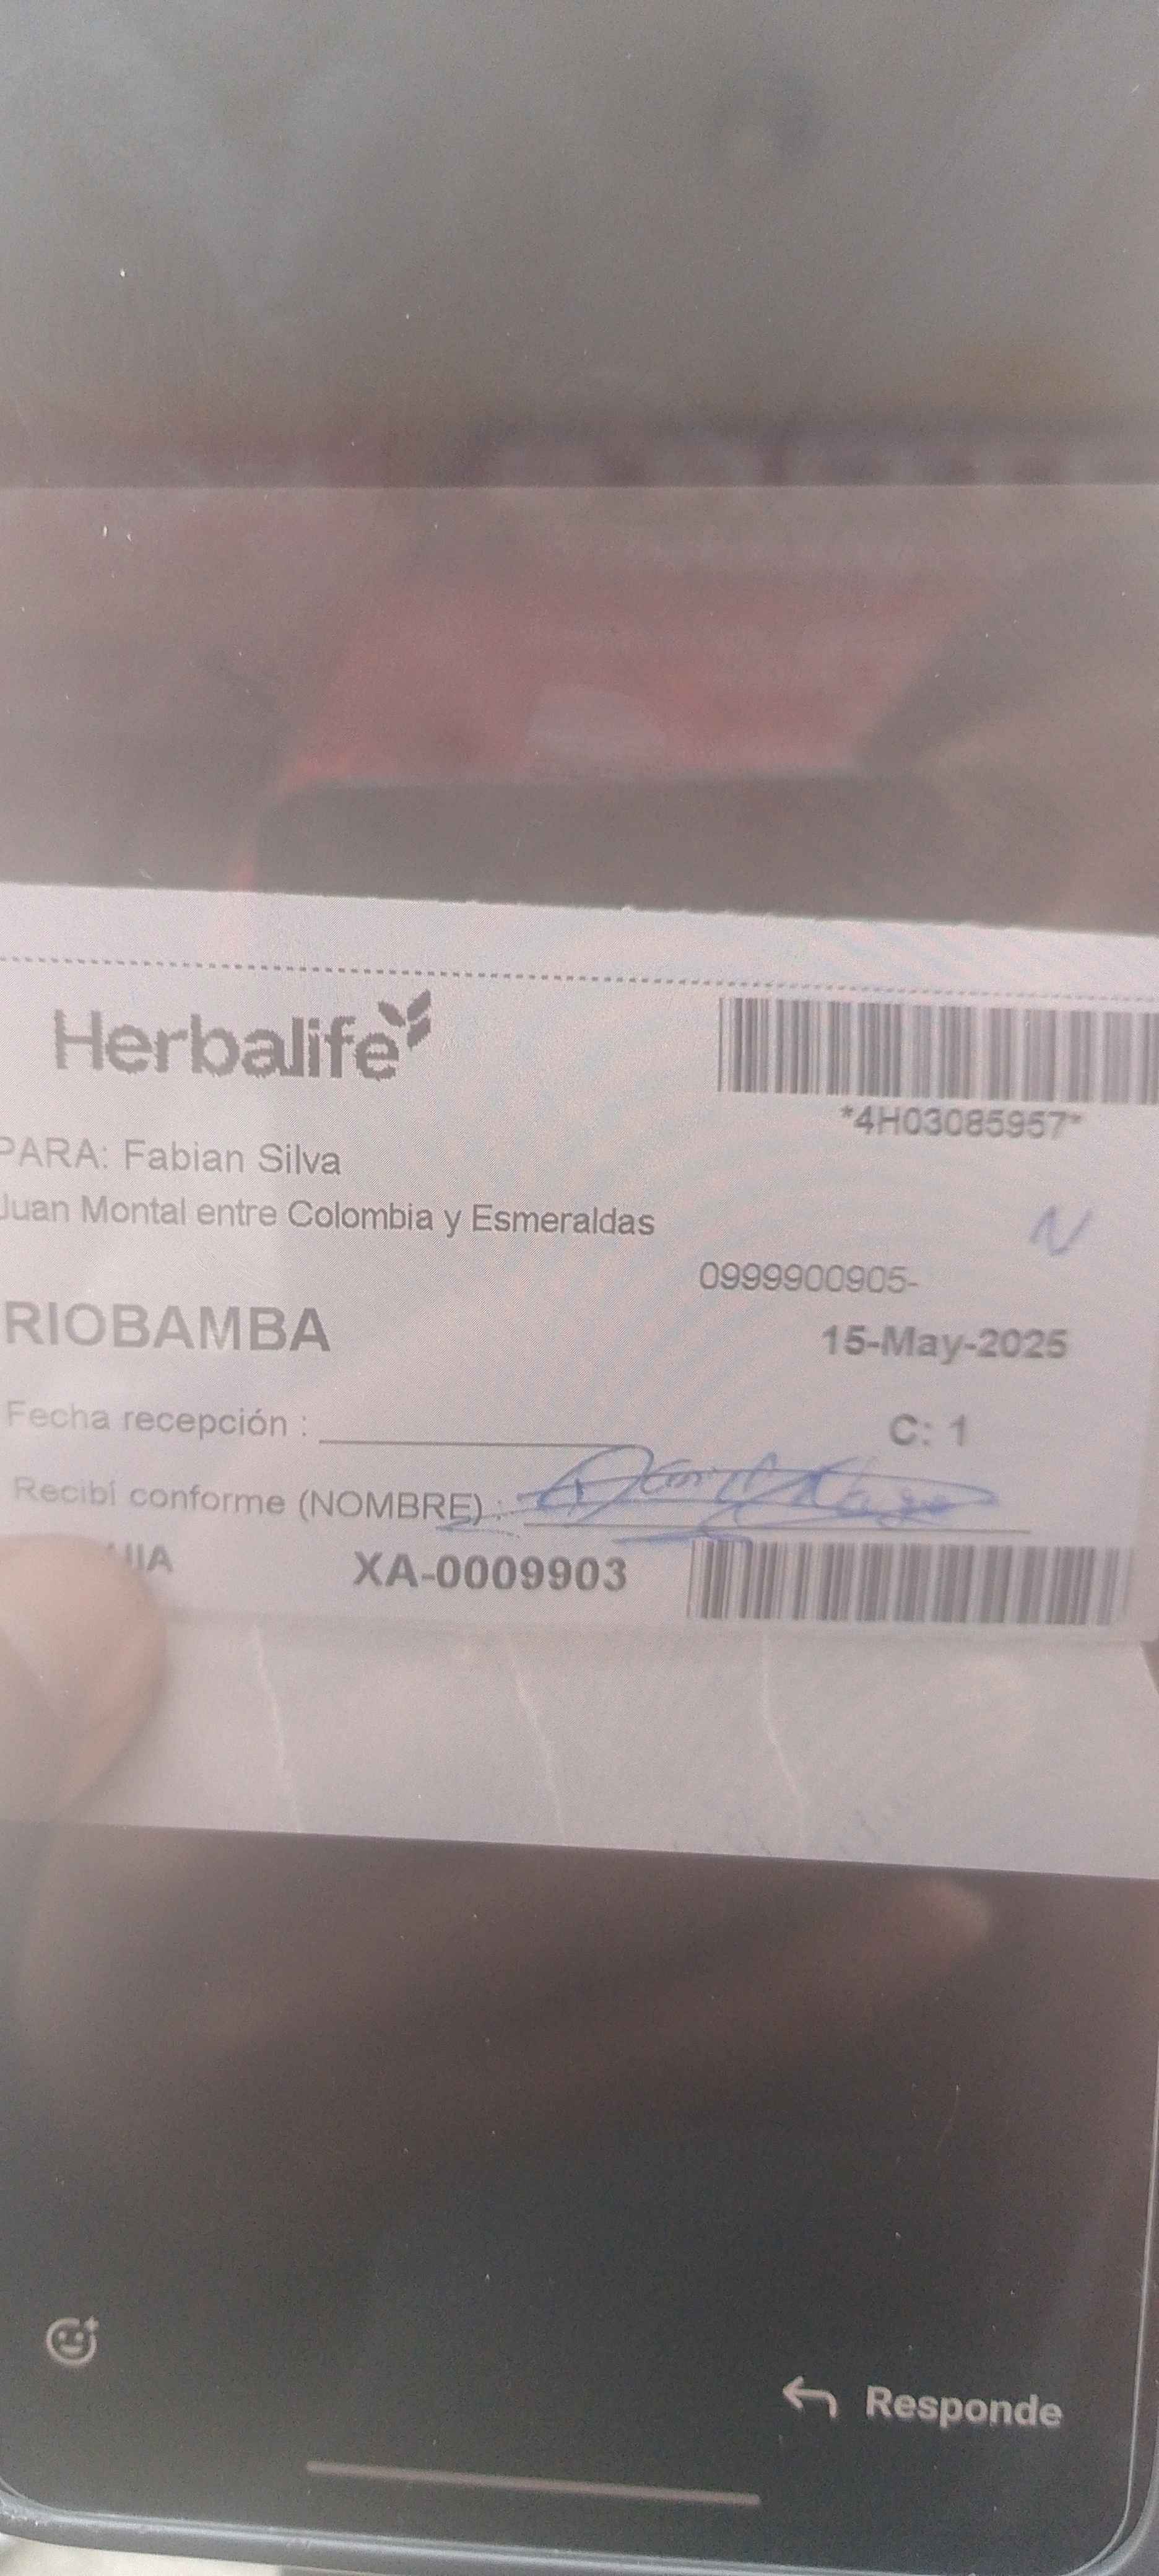 Herbalife
*4H03085957*
PARA: Fabian Silva
Juan Montal entre Colombia y Esmeraldas
N
0999900905-
RIOBAMBA
15-May-2025
Fecha recepción :
C: 1
Recibí conforme (NOMBRE) :
XA-0009903
Responde